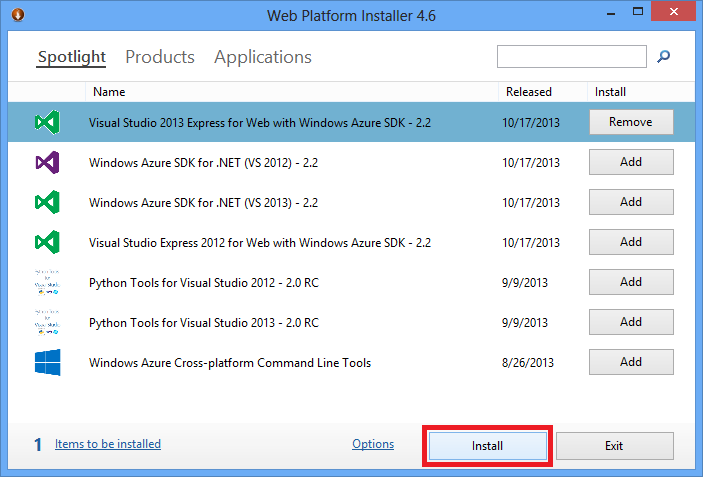 Web Platform Installer 4.6
Spotlight Products Applications
Name Released Install
Visual Studio 2013 Express for Web with Windows Azure SDK - 2.2 10/17/2013 Remove
Windows Azure SDK for .NET (VS 2012) - 2.2 10/17/2013 Add
Windows Azure SDK for .NET (VS 2013) - 2.2 10/17/2013 Add
Visual Studio Express 2012 for Web with Windows Azure SDK - 2.2 10/17/2013 Add
Python Tools for Visual Studio 2012 - 2.0 RC 9/9/2013 Add
Python Tools for Visual Studio 2013 - 2.0 RC 9/9/2013 Add
Windows Azure Cross-platform Command Line Tools 8/26/2013 Add
1 Items to be installed Options Install Exit